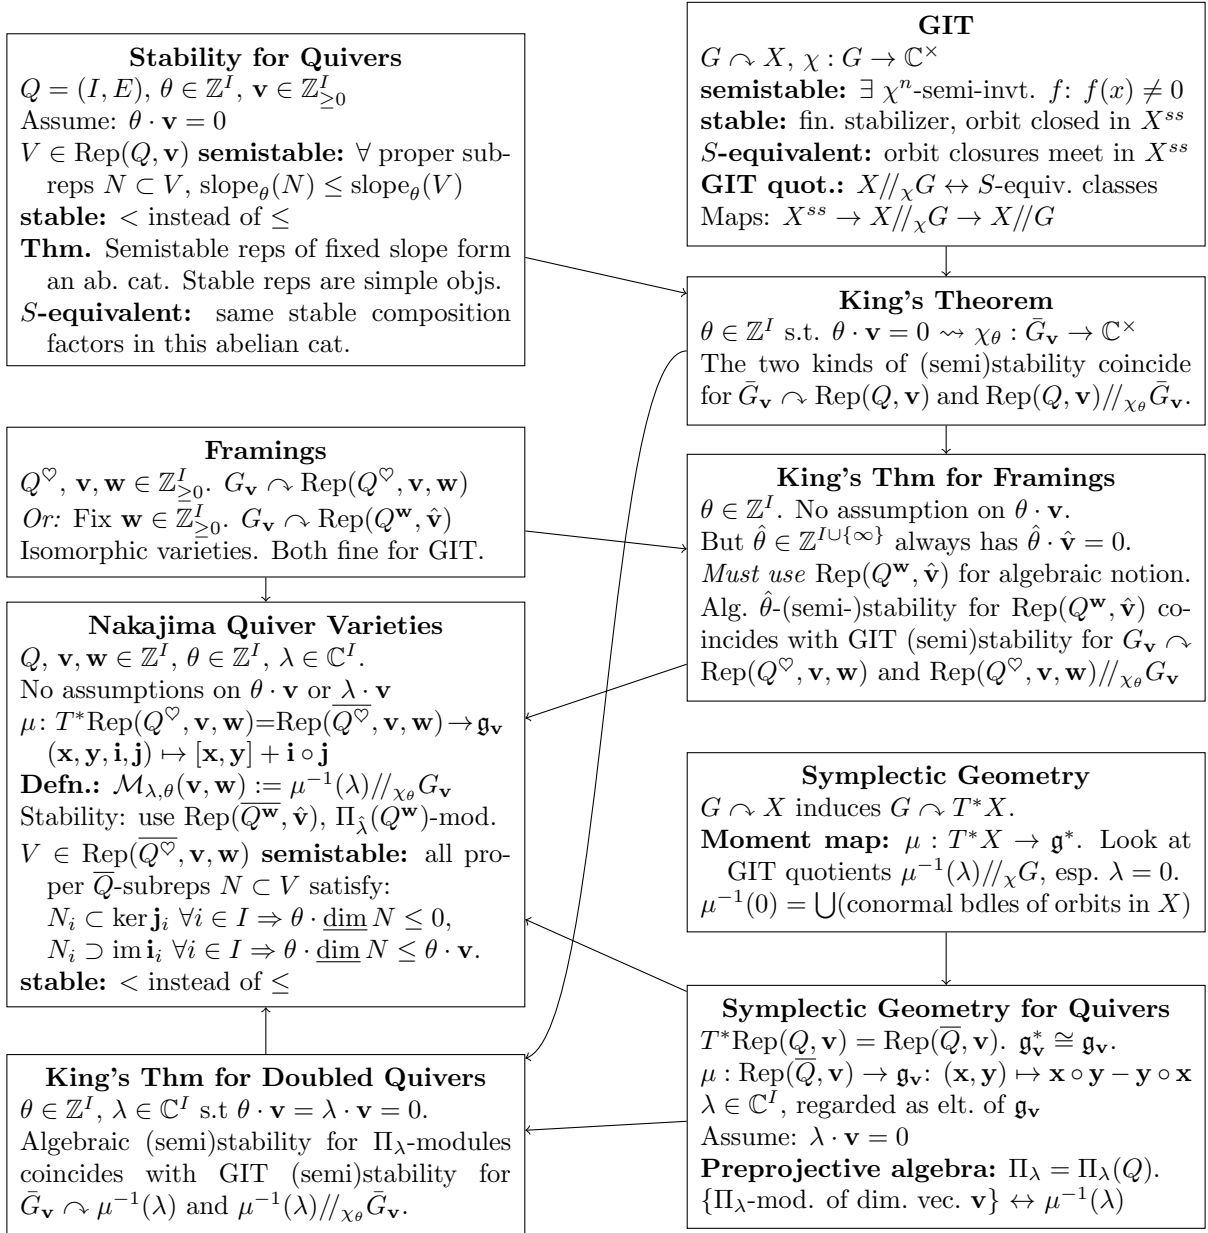 Stability for Quivers
Q = (I, E), θ ∈ ℤ^I, 𝐯 ∈ ℤ^I_{≥0}
Assume: θ · 𝐯 = 0
V ∈ Rep(Q, 𝐯) semistable: ∀ proper sub-
reps N ⊂ V, slope_θ(N) ≤ slope_θ(V)
stable: < instead of ≤
Thm. Semistable reps of fixed slope form
an ab. cat. Stable reps are simple objs.
S-equivalent: same stable composition
factors in this abelian cat.
GIT
G ↷ X, χ : G → ℂ^×
semistable: ∃ χ^n-semi-invt. f: f(x) ≠ 0
stable: fin. stabilizer, orbit closed in X^{ss}
S-equivalent: orbit closures meet in X^{ss}
GIT quot.: X//_χ G ↔ S-equiv. classes
Maps: X^{ss} → X//_χ G → X//G
King's Theorem
θ ∈ ℤ^I s.t. θ · 𝐯 = 0 ⇝ χ_θ : Ḡ_𝐯 → ℂ^×
The two kinds of (semi)stability coincide
for Ḡ_𝐯 ↷ Rep(Q, 𝐯) and Rep(Q, 𝐯)//_{χ_θ} Ḡ_𝐯.
Framings
Q^♡, 𝐯, 𝐰 ∈ ℤ^I_{≥0}. G_𝐯 ↷ Rep(Q^♡, 𝐯, 𝐰)
Or: Fix 𝐰 ∈ ℤ^I_{≥0}. G_𝐯 ↷ Rep(Q^𝐰, 𝐯̂)
Isomorphic varieties. Both fine for GIT.
King's Thm for Framings
θ ∈ ℤ^I. No assumption on θ · 𝐯.
But θ̂ ∈ ℤ^{I∪{∞}} always has θ̂ · 𝐯̂ = 0.
Must use Rep(Q^𝐰, 𝐯̂) for algebraic notion.
Alg. θ̂-(semi-)stability for Rep(Q^𝐰, 𝐯̂) co-
incides with GIT (semi)stability for G_𝐯 ↷
Rep(Q^♡, 𝐯, 𝐰) and Rep(Q^♡, 𝐯, 𝐰)//_{χ_θ} G_𝐯
Nakajima Quiver Varieties
Q, 𝐯, 𝐰 ∈ ℤ^I, θ ∈ ℤ^I, λ ∈ ℂ^I.
No assumptions on θ · 𝐯 or λ · 𝐯
μ: T*Rep(Q^♡, 𝐯, 𝐰)=Rep(\overline{Q^♡}, 𝐯, 𝐰) → 𝔤_𝐯
(𝐱, 𝐲, 𝐢, 𝐣) ↦ [𝐱, 𝐲] + 𝐢 ∘ 𝐣
Defn.: ℳ_{λ,θ}(𝐯, 𝐰) := μ^{-1}(λ)//_{χ_θ} G_𝐯
Stability: use Rep(\overline{Q^𝐰}, 𝐯̂), Π_{λ̂}(Q^𝐰)-mod.
V ∈ Rep(\overline{Q^♡}, 𝐯, 𝐰) semistable: all pro-
per \overline{Q}-subreps N ⊂ V satisfy:
N_i ⊂ ker 𝐣_i ∀i ∈ I ⇒ θ · \underline{dim} N ≤ 0,
N_i ⊃ im 𝐢_i ∀i ∈ I ⇒ θ · \underline{dim} N ≤ θ · 𝐯.
stable: < instead of ≤
Symplectic Geometry
G ↷ X induces G ↷ T*X.
Moment map: μ : T*X → 𝔤*. Look at
GIT quotients μ^{-1}(λ)//_χ G, esp. λ = 0.
μ^{-1}(0) = ⋃(conormal bdles of orbits in X)
Symplectic Geometry for Quivers
T*Rep(Q, 𝐯) = Rep(\overline{Q}, 𝐯). 𝔤*_𝐯 ≅ 𝔤_𝐯.
μ : Rep(\overline{Q}, 𝐯) → 𝔤_𝐯: (𝐱, 𝐲) ↦ 𝐱 ∘ 𝐲 − 𝐲 ∘ 𝐱
λ ∈ ℂ^I, regarded as elt. of 𝔤_𝐯
Assume: λ · 𝐯 = 0
Preprojective algebra: Π_λ = Π_λ(Q).
{Π_λ-mod. of dim. vec. 𝐯} ↔ μ^{-1}(λ)
King's Thm for Doubled Quivers
θ ∈ ℤ^I, λ ∈ ℂ^I s.t θ · 𝐯 = λ · 𝐯 = 0.
Algebraic (semi)stability for Π_λ-modules
coincides with GIT (semi)stability for
Ḡ_𝐯 ↷ μ^{-1}(λ) and μ^{-1}(λ)//_{χ_θ} Ḡ_𝐯.